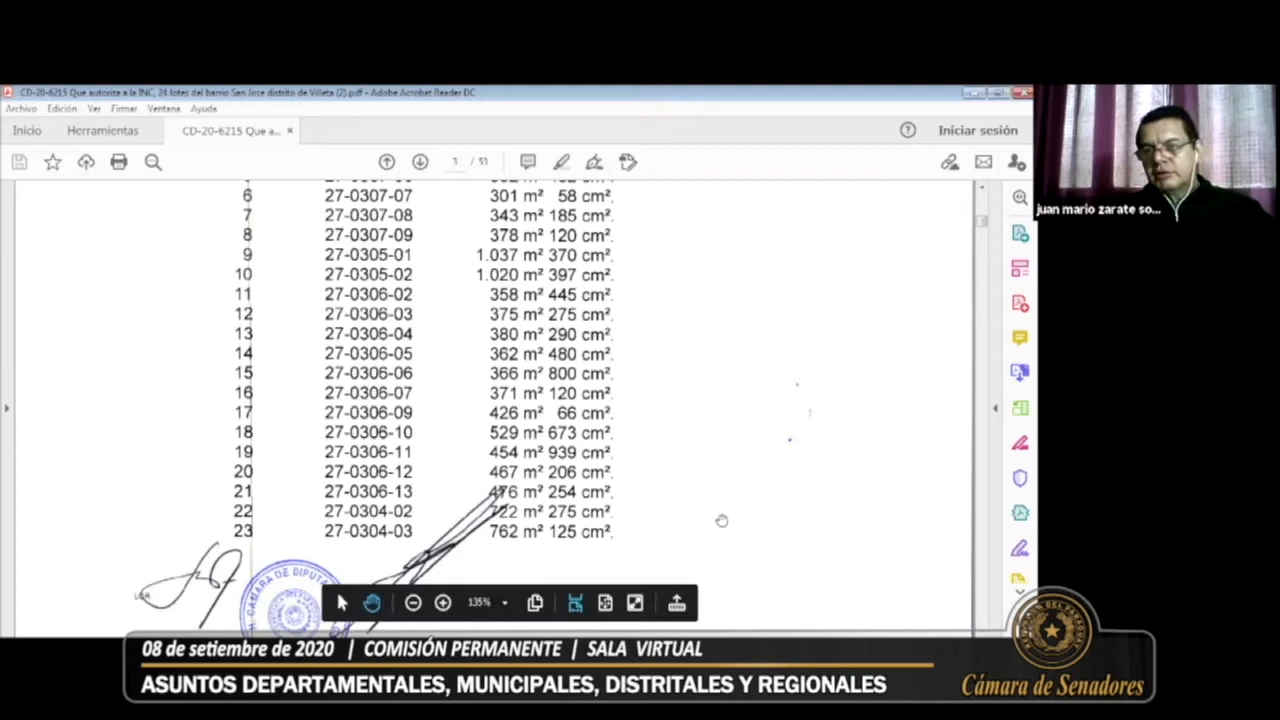 CD-20-6215 Que autoriza a la INC, 24 lotes del barrio San Jose distrito de Villeta (2).pdf - Adobe Acrobat Reader DC
Archivo Edición Ver Firmar Ventana Ayuda
Inicio Herramientas CD-20-6215 Que a... × Iniciar sesión
3 / 53
6 27-0307-07 301 m² 58 cm².
7 27-0307-08 343 m² 185 cm².
8 27-0307-09 378 m² 120 cm².
9 27-0305-01 1.037 m² 370 cm².
10 27-0305-02 1.020 m² 397 cm².
11 27-0306-02 358 m² 445 cm².
12 27-0306-03 375 m² 275 cm².
13 27-0306-04 380 m² 290 cm².
14 27-0306-05 362 m² 480 cm².
15 27-0306-06 366 m² 800 cm².
16 27-0306-07 371 m² 120 cm².
17 27-0306-09 426 m² 66 cm².
18 27-0306-10 529 m² 673 cm².
19 27-0306-11 454 m² 939 cm².
20 27-0306-12 467 m² 206 cm².
21 27-0306-13 476 m² 254 cm².
22 27-0304-02 722 m² 275 cm².
23 27-0304-03 762 m² 125 cm².
CAMARA DE DIPUTA
135%
juan mario zarate so...
08 de setiembre de 2020 | COMISIÓN PERMANENTE | SALA VIRTUAL
ASUNTOS DEPARTAMENTALES, MUNICIPALES, DISTRITALES Y REGIONALES
Cámara de Senadores